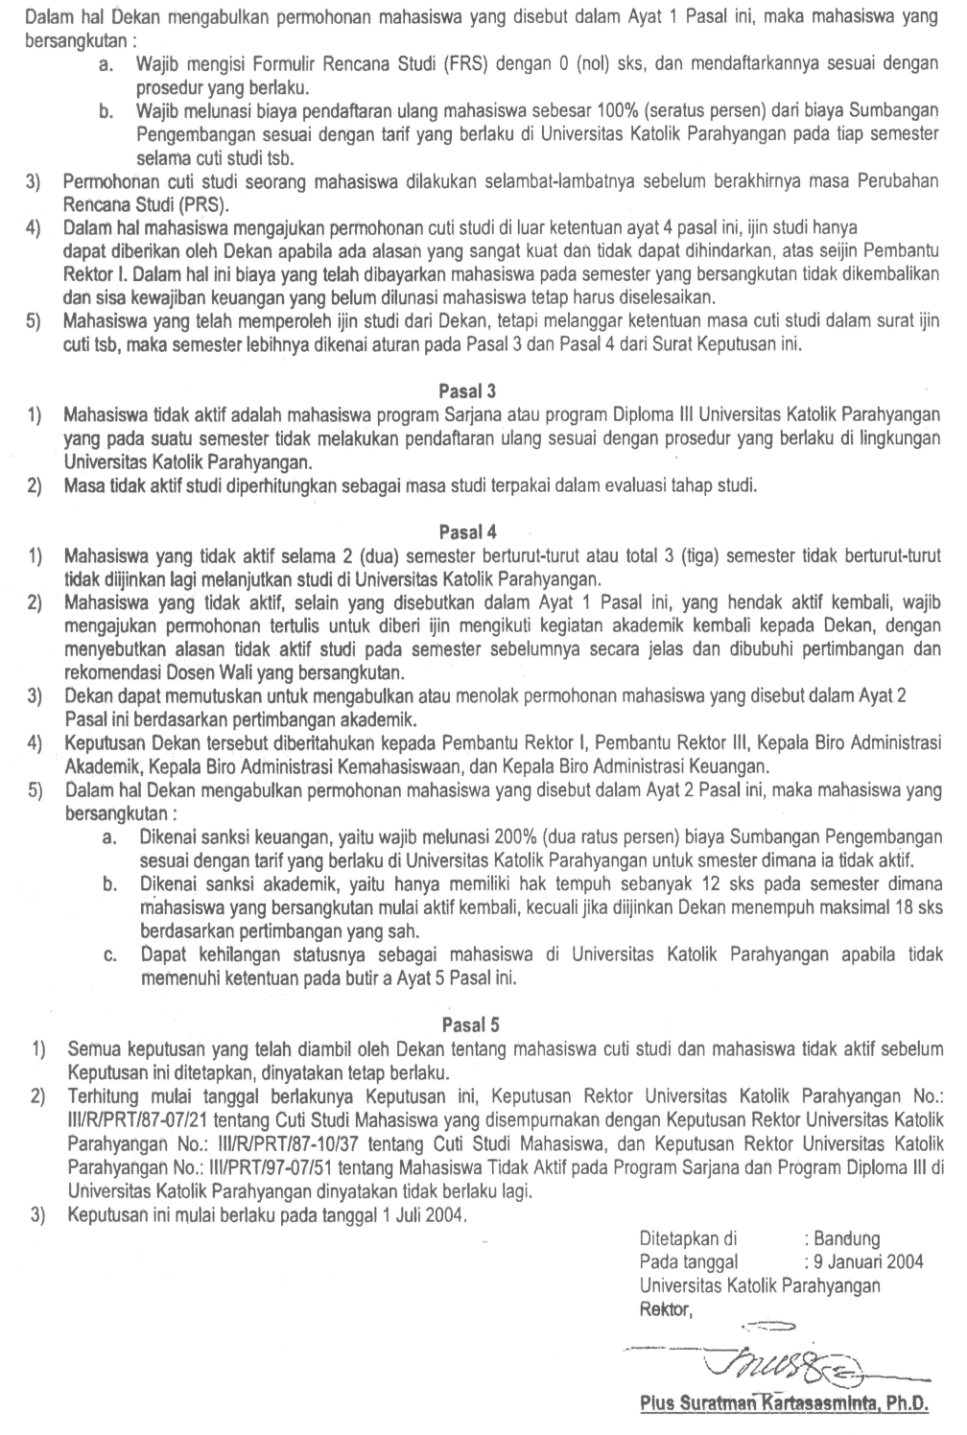 Dalam hal Dekan mengabulkan permohonan mahasiswa yang disebut dalam Ayat 1 Pasal ini, maka mahasiswa yang
bersangkutan :
a. Wajib mengisi Formulir Rencana Studi (FRS) dengan 0 (nol) sks, dan mendaftarkannya sesuai dengan
prosedur yang berlaku.
b. Wajib melunasi biaya pendaftaran ulang mahasiswa sebesar 100% (seratus persen) dari biaya Sumbangan
Pengembangan sesuai dengan tarif yang berlaku di Universitas Katolik Parahyangan pada tiap semester
selama cuti studi tsb.
3) Permohonan cuti studi seorang mahasiswa dilakukan selambat-lambatnya sebelum berakhirnya masa Perubahan
Rencana Studi (PRS).
4) Dalam hal mahasiswa mengajukan permohonan cuti studi di luar ketentuan ayat 4 pasal ini, ijin studi hanya
dapat diberikan oleh Dekan apabila ada alasan yang sangat kuat dan tidak dapat dihindarkan, atas seijin Pembantu
Rektor I. Dalam hal ini biaya yang telah dibayarkan mahasiswa pada semester yang bersangkutan tidak dikembalikan
dan sisa kewajiban keuangan yang belum dilunasi mahasiswa tetap harus diselesaikan.
5) Mahasiswa yang telah memperoleh ijin studi dari Dekan, tetapi melanggar ketentuan masa cuti studi dalam surat ijin
cuti tsb, maka semester lebihnya dikenai aturan pada Pasal 3 dan Pasal 4 dari Surat Keputusan ini.
Pasal 3
1) Mahasiswa tidak aktif adalah mahasiswa program Sarjana atau program Diploma III Universitas Katolik Parahyangan
yang pada suatu semester tidak melakukan pendaftaran ulang sesuai dengan prosedur yang berlaku di lingkungan
Universitas Katolik Parahyangan.
2) Masa tidak aktif studi diperhitungkan sebagai masa studi terpakai dalam evaluasi tahap studi.
Pasal 4
1) Mahasiswa yang tidak aktif selama 2 (dua) semester berturut-turut atau total 3 (tiga) semester tidak berturut-turut
tidak diijinkan lagi melanjutkan studi di Universitas Katolik Parahyangan.
2) Mahasiswa yang tidak aktif, selain yang disebutkan dalam Ayat 1 Pasal ini, yang hendak aktif kembali, wajib
mengajukan permohonan tertulis untuk diberi ijin mengikuti kegiatan akademik kembali kepada Dekan, dengan
menyebutkan alasan tidak aktif studi pada semester sebelumnya secara jelas dan dibubuhi pertimbangan dan
rekomendasi Dosen Wali yang bersangkutan.
3) Dekan dapat memutuskan untuk mengabulkan atau menolak permohonan mahasiswa yang disebut dalam Ayat 2
Pasal ini berdasarkan pertimbangan akademik.
4) Keputusan Dekan tersebut diberitahukan kepada Pembantu Rektor I, Pembantu Rektor III, Kepala Biro Administrasi
Akademik, Kepala Biro Administrasi Kemahasiswaan, dan Kepala Biro Administrasi Keuangan.
5) Dalam hal Dekan mengabulkan permohonan mahasiswa yang disebut dalam Ayat 2 Pasal ini, maka mahasiswa yang
bersangkutan :
a. Dikenai sanksi keuangan, yaitu wajib melunasi 200% (dua ratus persen) biaya Sumbangan Pengembangan
sesuai dengan tarif yang berlaku di Universitas Katolik Parahyangan untuk smester dimana ia tidak aktif.
b. Dikenai sanksi akademik, yaitu hanya memiliki hak tempuh sebanyak 12 sks pada semester dimana
mahasiswa yang bersangkutan mulai aktif kembali, kecuali jika diijinkan Dekan menempuh maksimal 18 sks
berdasarkan pertimbangan yang sah.
c. Dapat kehilangan statusnya sebagai mahasiswa di Universitas Katolik Parahyangan apabila tidak
memenuhi ketentuan pada butir a Ayat 5 Pasal ini.
Pasal 5
1) Semua keputusan yang telah diambil oleh Dekan tentang mahasiswa cuti studi dan mahasiswa tidak aktif sebelum
Keputusan ini ditetapkan, dinyatakan tetap berlaku.
2) Terhitung mulai tanggal berlakunya Keputusan ini, Keputusan Rektor Universitas Katolik Parahyangan No.:
III/R/PRT/87-07/21 tentang Cuti Studi Mahasiswa yang disempurnakan dengan Keputusan Rektor Universitas Katolik
Parahyangan No.: III/R/PRT/87-10/37 tentang Cuti Studi Mahasiswa, dan Keputusan Rektor Universitas Katolik
Parahyangan No.: III/PRT/97-07/51 tentang Mahasiswa Tidak Aktif pada Program Sarjana dan Program Diploma III di
Universitas Katolik Parahyangan dinyatakan tidak berlaku lagi.
3) Keputusan ini mulai berlaku pada tanggal 1 Juli 2004.
Ditetapkan di : Bandung
Pada tanggal : 9 Januari 2004
Universitas Katolik Parahyangan
Rektor,
Pius Suratman Kartasasminta, Ph.D.